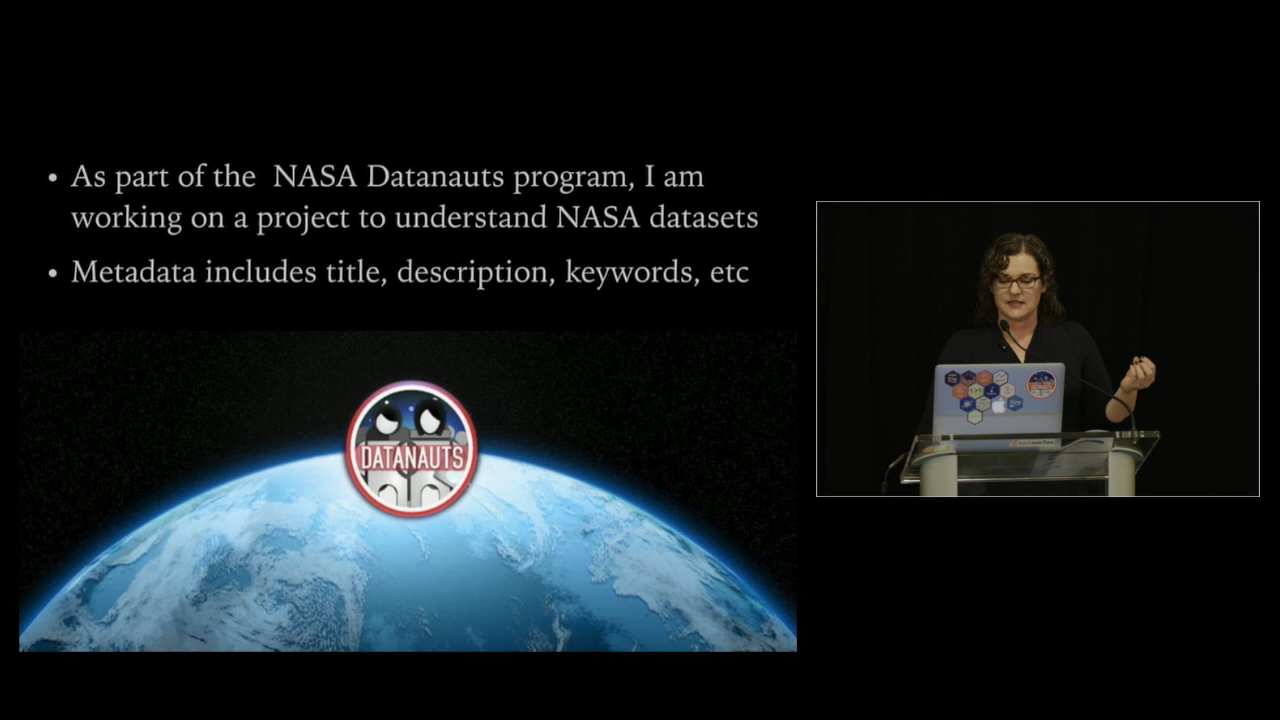 • As part of the NASA Datanauts program, I am
working on a project to understand NASA datasets
• Metadata includes title, description, keywords, etc
DATANAUTS